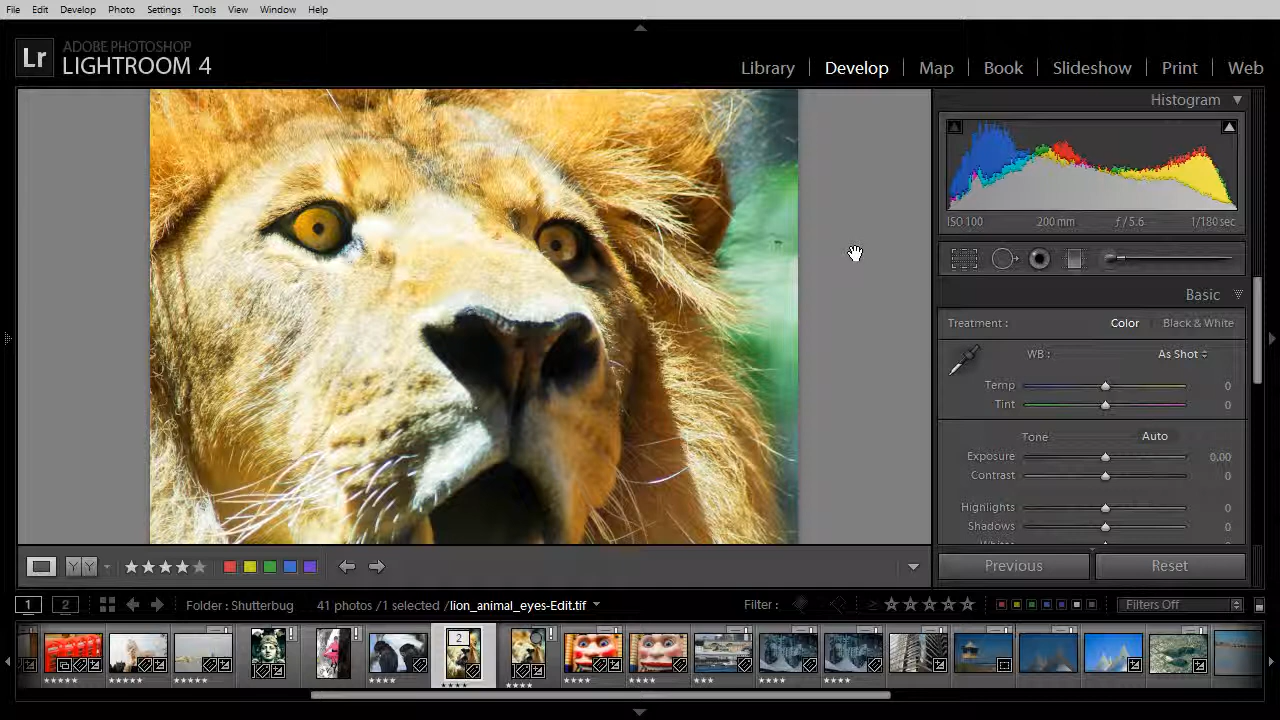 File Edit Develop Photo Settings Tools View Window Help
Lr ADOBE PHOTOSHOP
LIGHTROOM 4
Library Develop Map Book Slideshow Print Web
Histogram
ISO 100 200 mm ƒ / 5.6 1/180 sec
Basic
Treatment : Color Black & White
WB : As Shot
Temp 0
Tint 0
Tone Auto
Exposure 0.00
Contrast 0
Highlights 0
Shadows 0
Y Y
Previous Reset
1 2 Folder : Shutterbug 41 photos /1 selected /lion_animal_eyes-Edit.tif Filter : Filters Off
2